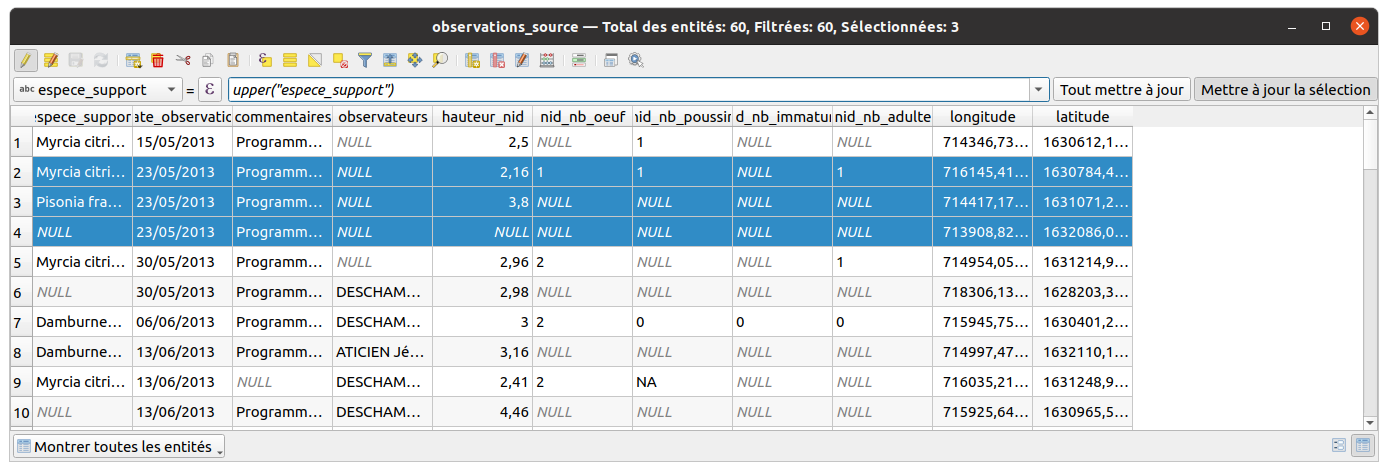 observations_source — Total des entités: 60, Filtrées: 60, Sélectionnées: 3
abc espece_support = ε upper("espece_support") Tout mettre à jour Mettre à jour la sélection
spece_suppor ate_observatio commentaires observateurs hauteur_nid nid_nb_oeuf nid_nb_poussin d_nb_immatu nid_nb_adulte longitude latitude
1 Myrcia citri… 15/05/2013 Programm… NULL 2,5 NULL 1 NULL NULL 714346,73… 1630612,1…
2 Myrcia citri… 23/05/2013 Programm… NULL 2,16 1 1 NULL 1 716145,41… 1630784,4…
3 Pisonia fra… 23/05/2013 Programm… NULL 3,8 NULL NULL NULL NULL 714417,17… 1631071,2…
4 NULL 23/05/2013 Programm… NULL NULL NULL NULL NULL NULL 713908,82… 1632086,0…
5 Myrcia citri… 30/05/2013 Programm… NULL 2,96 2 NULL NULL 1 714954,05… 1631214,9…
6 NULL 30/05/2013 Programm… DESCHAM… 2,98 NULL NULL NULL NULL 718306,13… 1628203,3…
7 Damburne… 06/06/2013 Programm… DESCHAM… 3 2 0 0 0 715945,75… 1630401,2…
8 Damburne… 13/06/2013 Programm… ATICIEN Jé… 3,16 NULL NULL NULL NULL 714997,47… 1632110,1…
9 Myrcia citri… 13/06/2013 NULL DESCHAM… 2,41 2 NA NULL NULL 716035,21… 1631248,9…
10 NULL 13/06/2013 Programm… DESCHAM… 4,46 NULL NULL NULL NULL 715925,64… 1630965,5…
Montrer toutes les entités